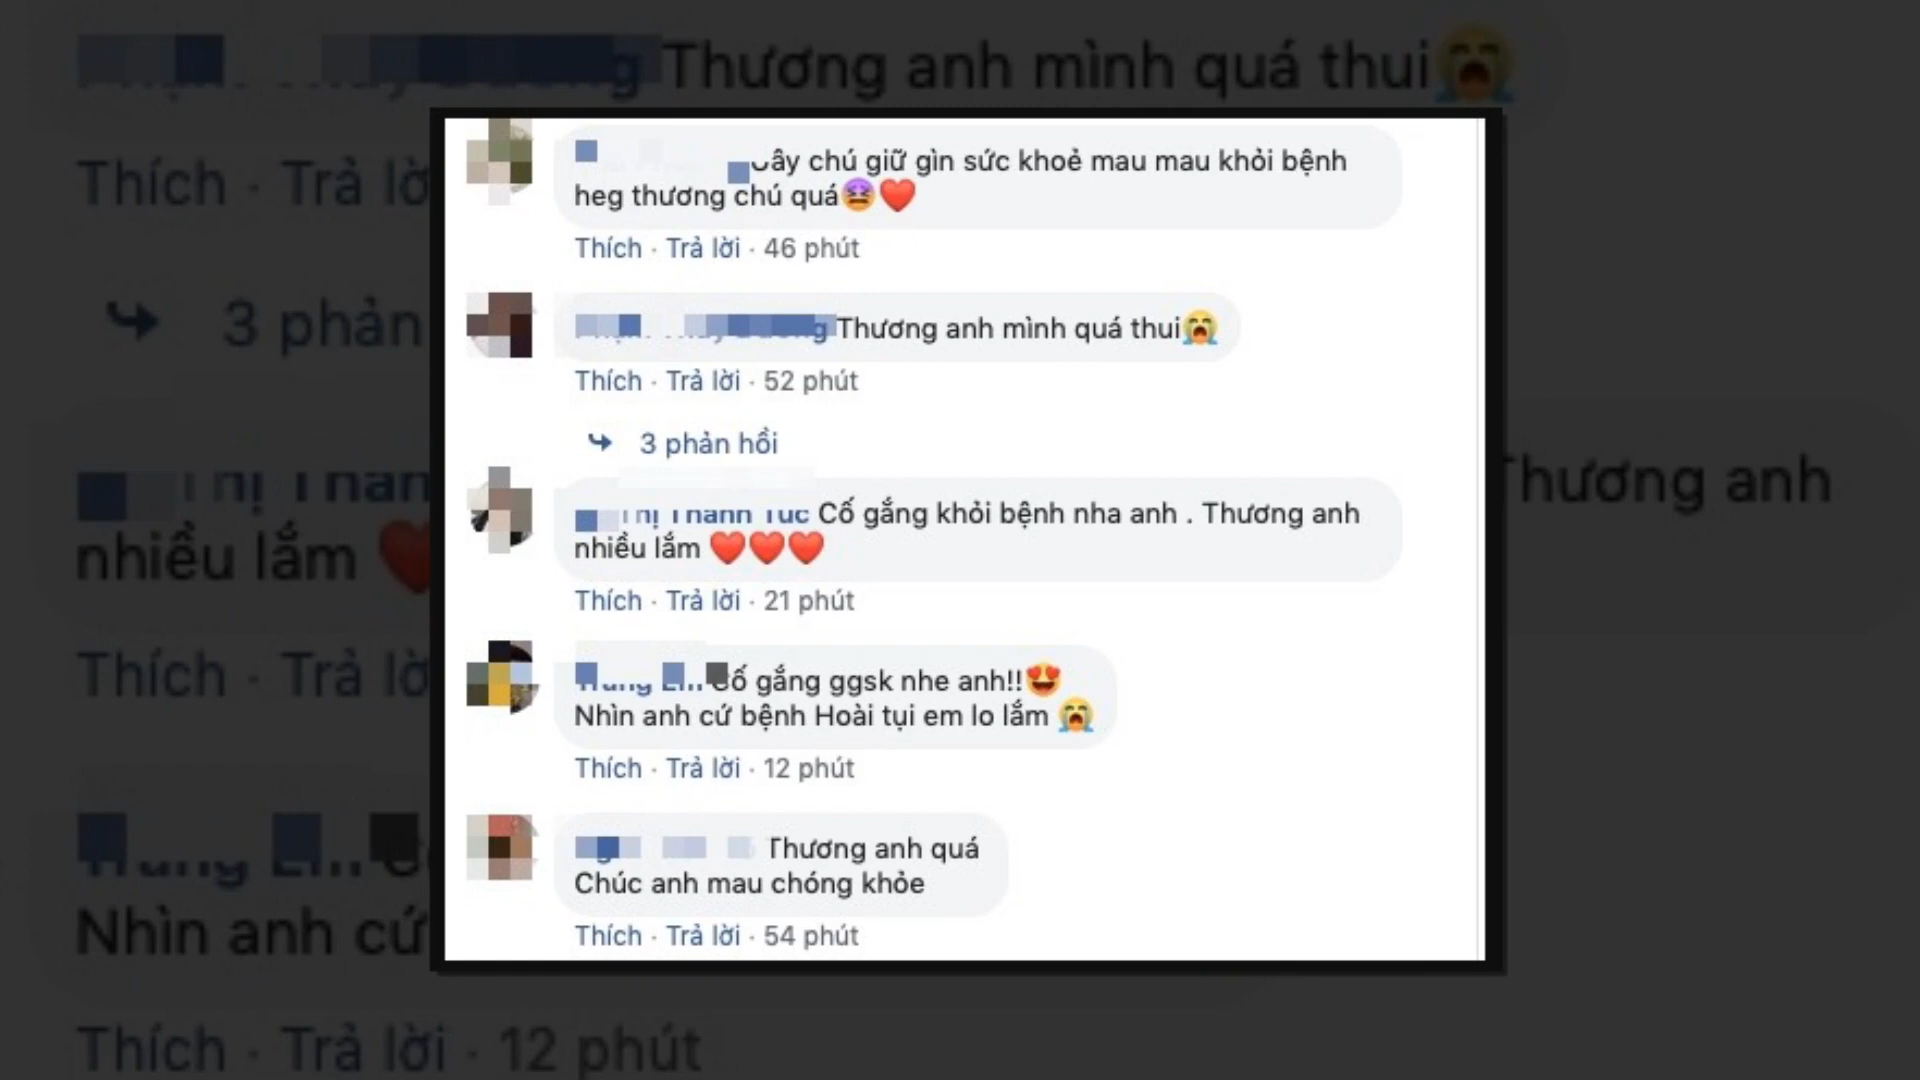 Thương anh mình quá thui
chú giữ gìn sức khoẻ mau mau khỏi bệnh
heg thương chú quá
Thích · Trả lời · 46 phút
Thương anh mình quá thui
Thích · Trả lời · 52 phút
3 phản hồi
Cố gắng khỏi bệnh nha anh . Thương anh
nhiều lắm
Thích · Trả lời · 21 phút
Cố gắng ggsk nhe anh!!
Nhìn anh cứ bệnh Hoài tụi em lo lắm
Thích · Trả lời · 12 phút
Thương anh quá
Chúc anh mau chóng khỏe
Thích · Trả lời · 54 phút
Thích · Trả
3 phản
Thương anh
nhiều lắm
Thích · Trả
Nhìn anh cứ
Thích · Trả lời · 12 phút